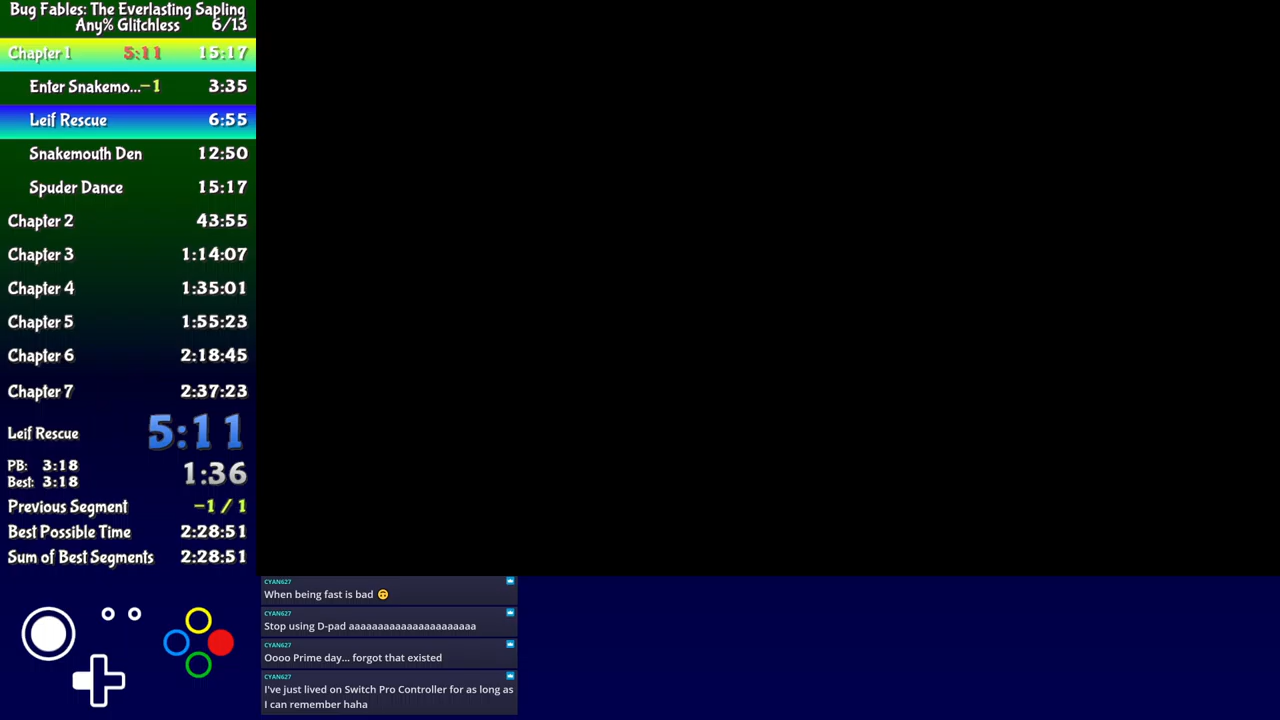 Bug Fables: The Everlasting Sapling
Any% Glitchless 6/13
Chapter 1 5:11 15:17
Enter Snakemo...-1 3:35
Leif Rescue 6:55
Snakemouth Den 12:50
Spuder Dance 15:17
Chapter 2 43:55
Chapter 3 1:14:07
Chapter 4 1:35:01
Chapter 5 1:55:23
Chapter 6 2:18:45
Chapter 7 2:37:23
Leif Rescue 5:11
PB: 3:18 1:36
Best: 3:18
Previous Segment -1 / 1
Best Possible Time 2:28:51
Sum of Best Segments 2:28:51
CYAN627
When being fast is bad 🙃
CYAN627
Stop using D-pad aaaaaaaaaaaaaaaaaaaaaa
CYAN627
Oooo Prime day... forgot that existed
CYAN627
I've just lived on Switch Pro Controller for as long as
I can remember haha